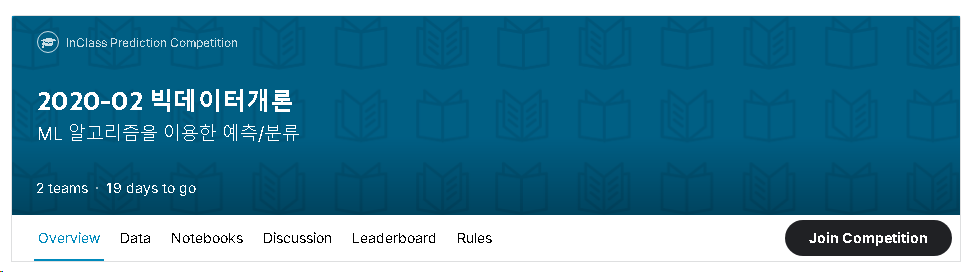 InClass Prediction Competition
2020-02 빅데이터개론
ML 알고리즘을 이용한 예측/분류
2 teams · 19 days to go
Overview Data Notebooks Discussion Leaderboard Rules Join Competition